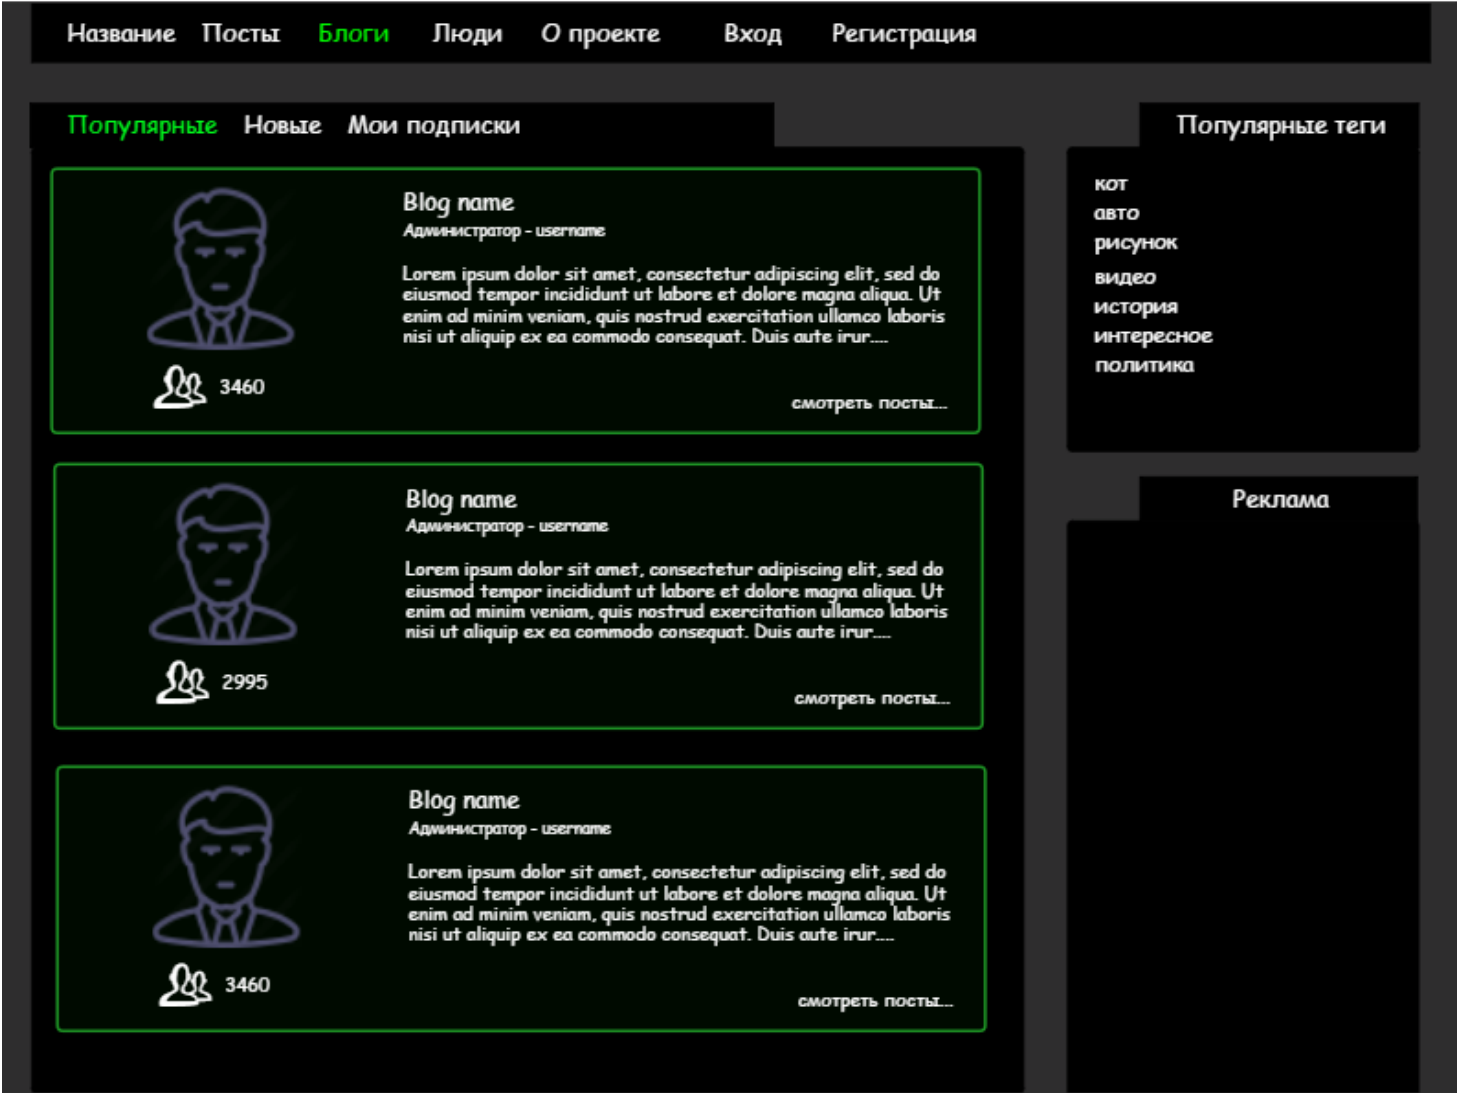 Название Посты Блоги Люди О проекте Вход Регистрация
Популярные Новые Мои подписки
Blog name
Администратор - username
Lorem ipsum dolor sit amet, consectetur adipiscing elit, sed do
eiusmod tempor incididunt ut labore et dolore magna aliqua. Ut
enim ad minim veniam, quis nostrud exercitation ullamco laboris
nisi ut aliquip ex ea commodo consequat. Duis aute irur....
3460
смотреть посты...
Blog name
Администратор - username
Lorem ipsum dolor sit amet, consectetur adipiscing elit, sed do
eiusmod tempor incididunt ut labore et dolore magna aliqua. Ut
enim ad minim veniam, quis nostrud exercitation ullamco laboris
nisi ut aliquip ex ea commodo consequat. Duis aute irur....
2995
смотреть посты...
Blog name
Администратор - username
Lorem ipsum dolor sit amet, consectetur adipiscing elit, sed do
eiusmod tempor incididunt ut labore et dolore magna aliqua. Ut
enim ad minim veniam, quis nostrud exercitation ullamco laboris
nisi ut aliquip ex ea commodo consequat. Duis aute irur....
3460
смотреть посты...
Популярные теги
кот
авто
рисунок
видео
история
интересное
политика
Реклама